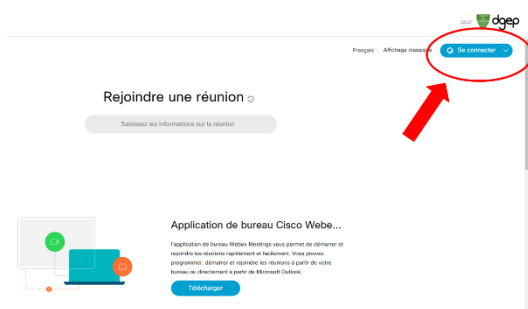 pour dgep
Français Affichage classique Se connecter
Rejoindre une réunion
Saisissez les informations sur la réunion
Application de bureau Cisco Webe...
l'application de bureau Webex Meetings vous permet de démarrer et
rejoindre les réunions rapidement et facilement. Vous pouvez
programmer, démarrer et rejoindre les réunions à partir de votre
bureau ou directement à partir de Microsoft Outlook.
Télécharger